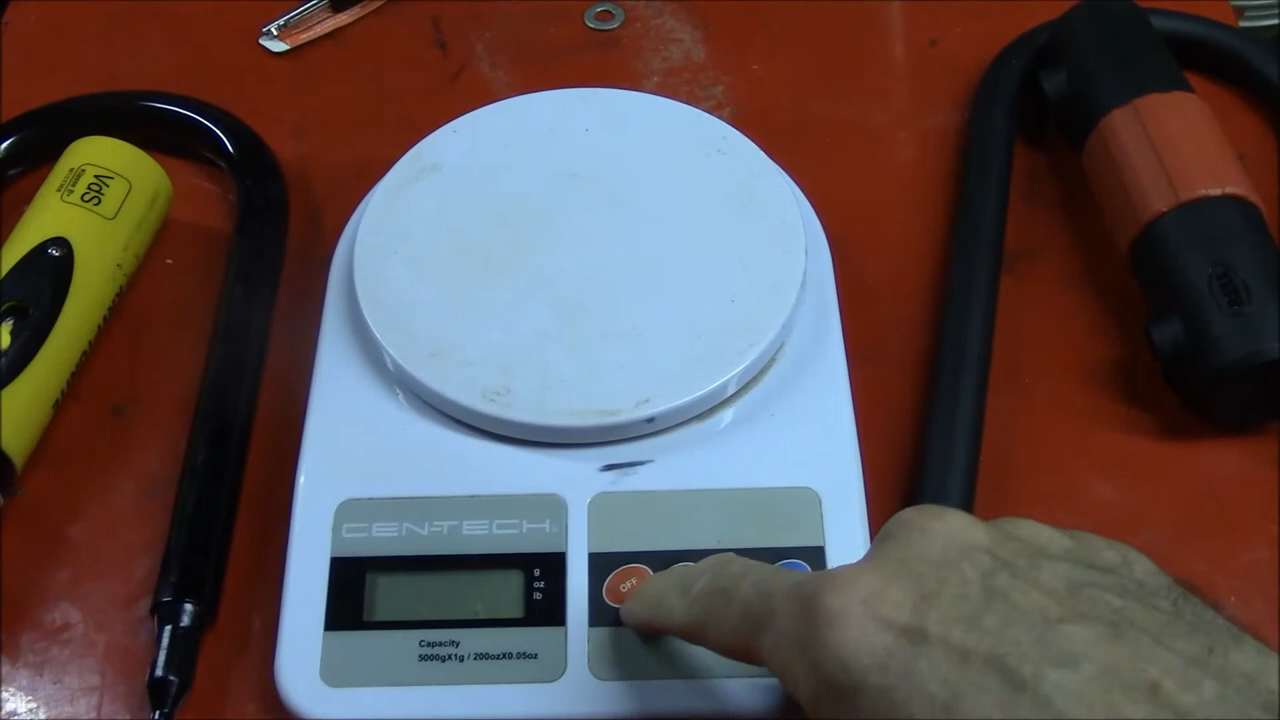 VdS
CEN-TECH
g
oz
lb
OFF
Capacity
5000gX1g / 200ozX0.05oz